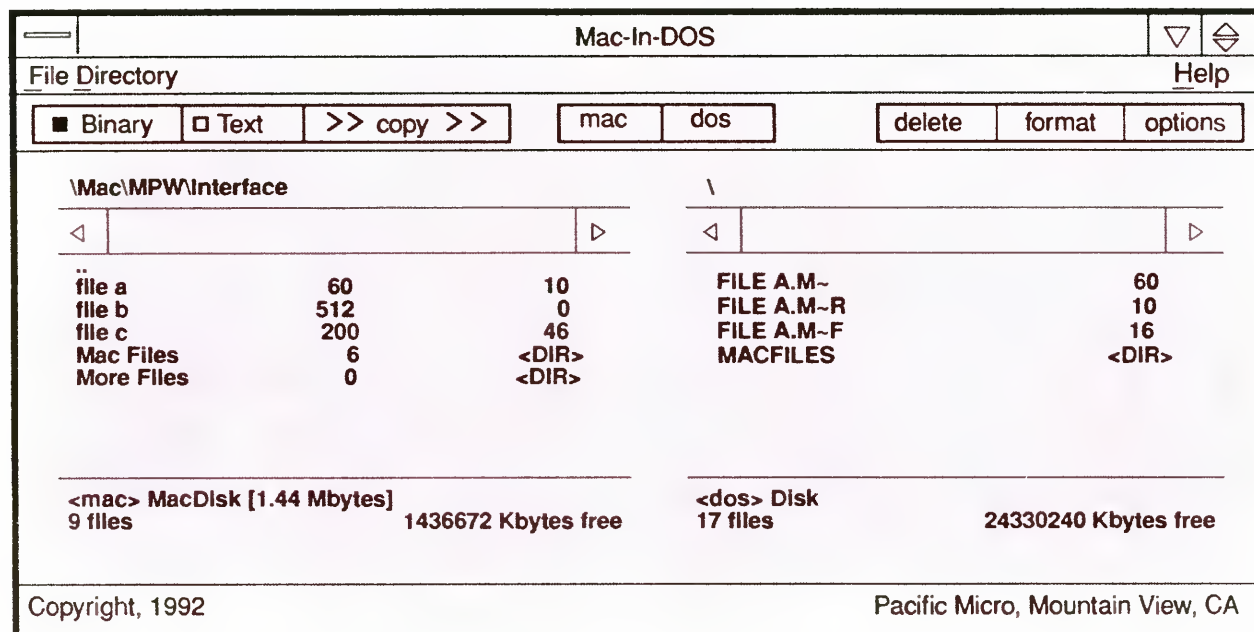 Mac-In-DOS
File Directory Help
Binary Text >> copy >> mac dos delete format options
\Mac\MPW\Interface
\
..
file a 60 10
file b 512 0
file c 200 46
Mac Files 6 <DIR>
More Files 0 <DIR>
FILE A.M~ 60
FILE A.M~R 10
FILE A.M~F 16
MACFILES <DIR>
<mac> MacDisk [1.44 Mbytes]
9 files 1436672 Kbytes free
<dos> Disk
17 files 24330240 Kbytes free
Copyright, 1992 Pacific Micro, Mountain View, CA